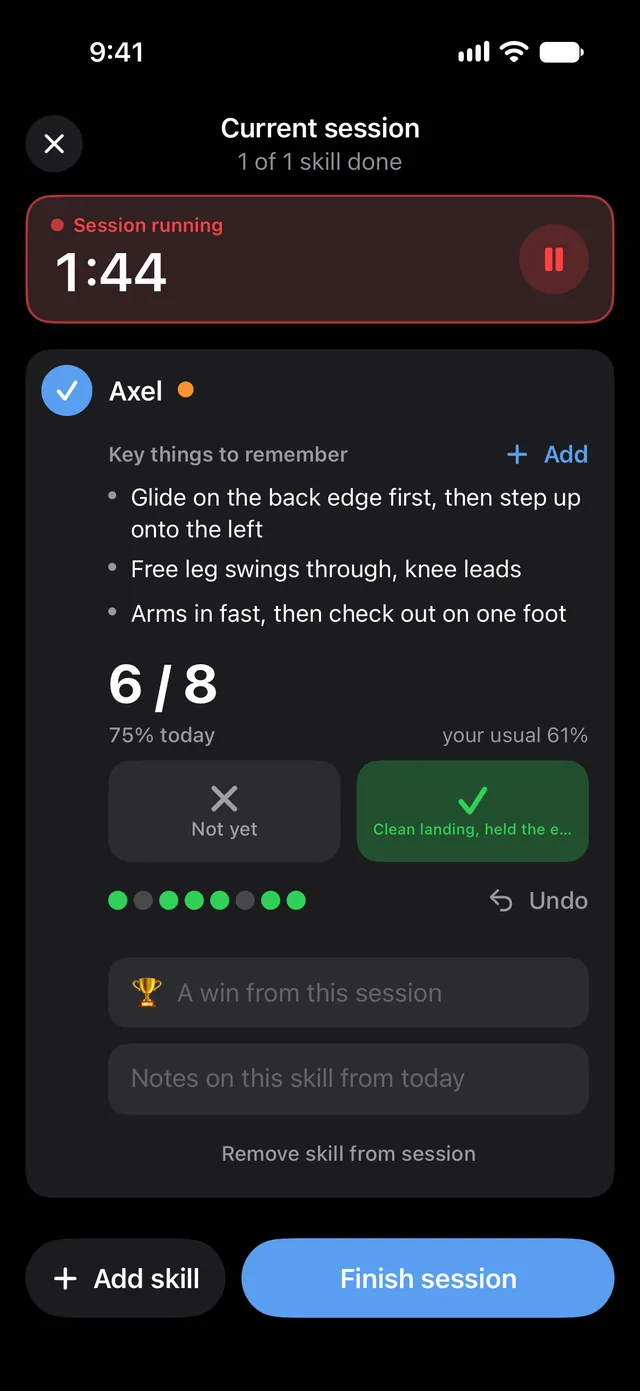 9:41
Current session
1 of 1 skill done
Session running
1:44
Axel
Key things to remember
+ Add
• Glide on the back edge first, then step up
onto the left
• Free leg swings through, knee leads
• Arms in fast, then check out on one foot
6 / 8
75% today
your usual 61%
Not yet
Clean landing, held the e...
Undo
A win from this session
Notes on this skill from today
Remove skill from session
+ Add skill
Finish session